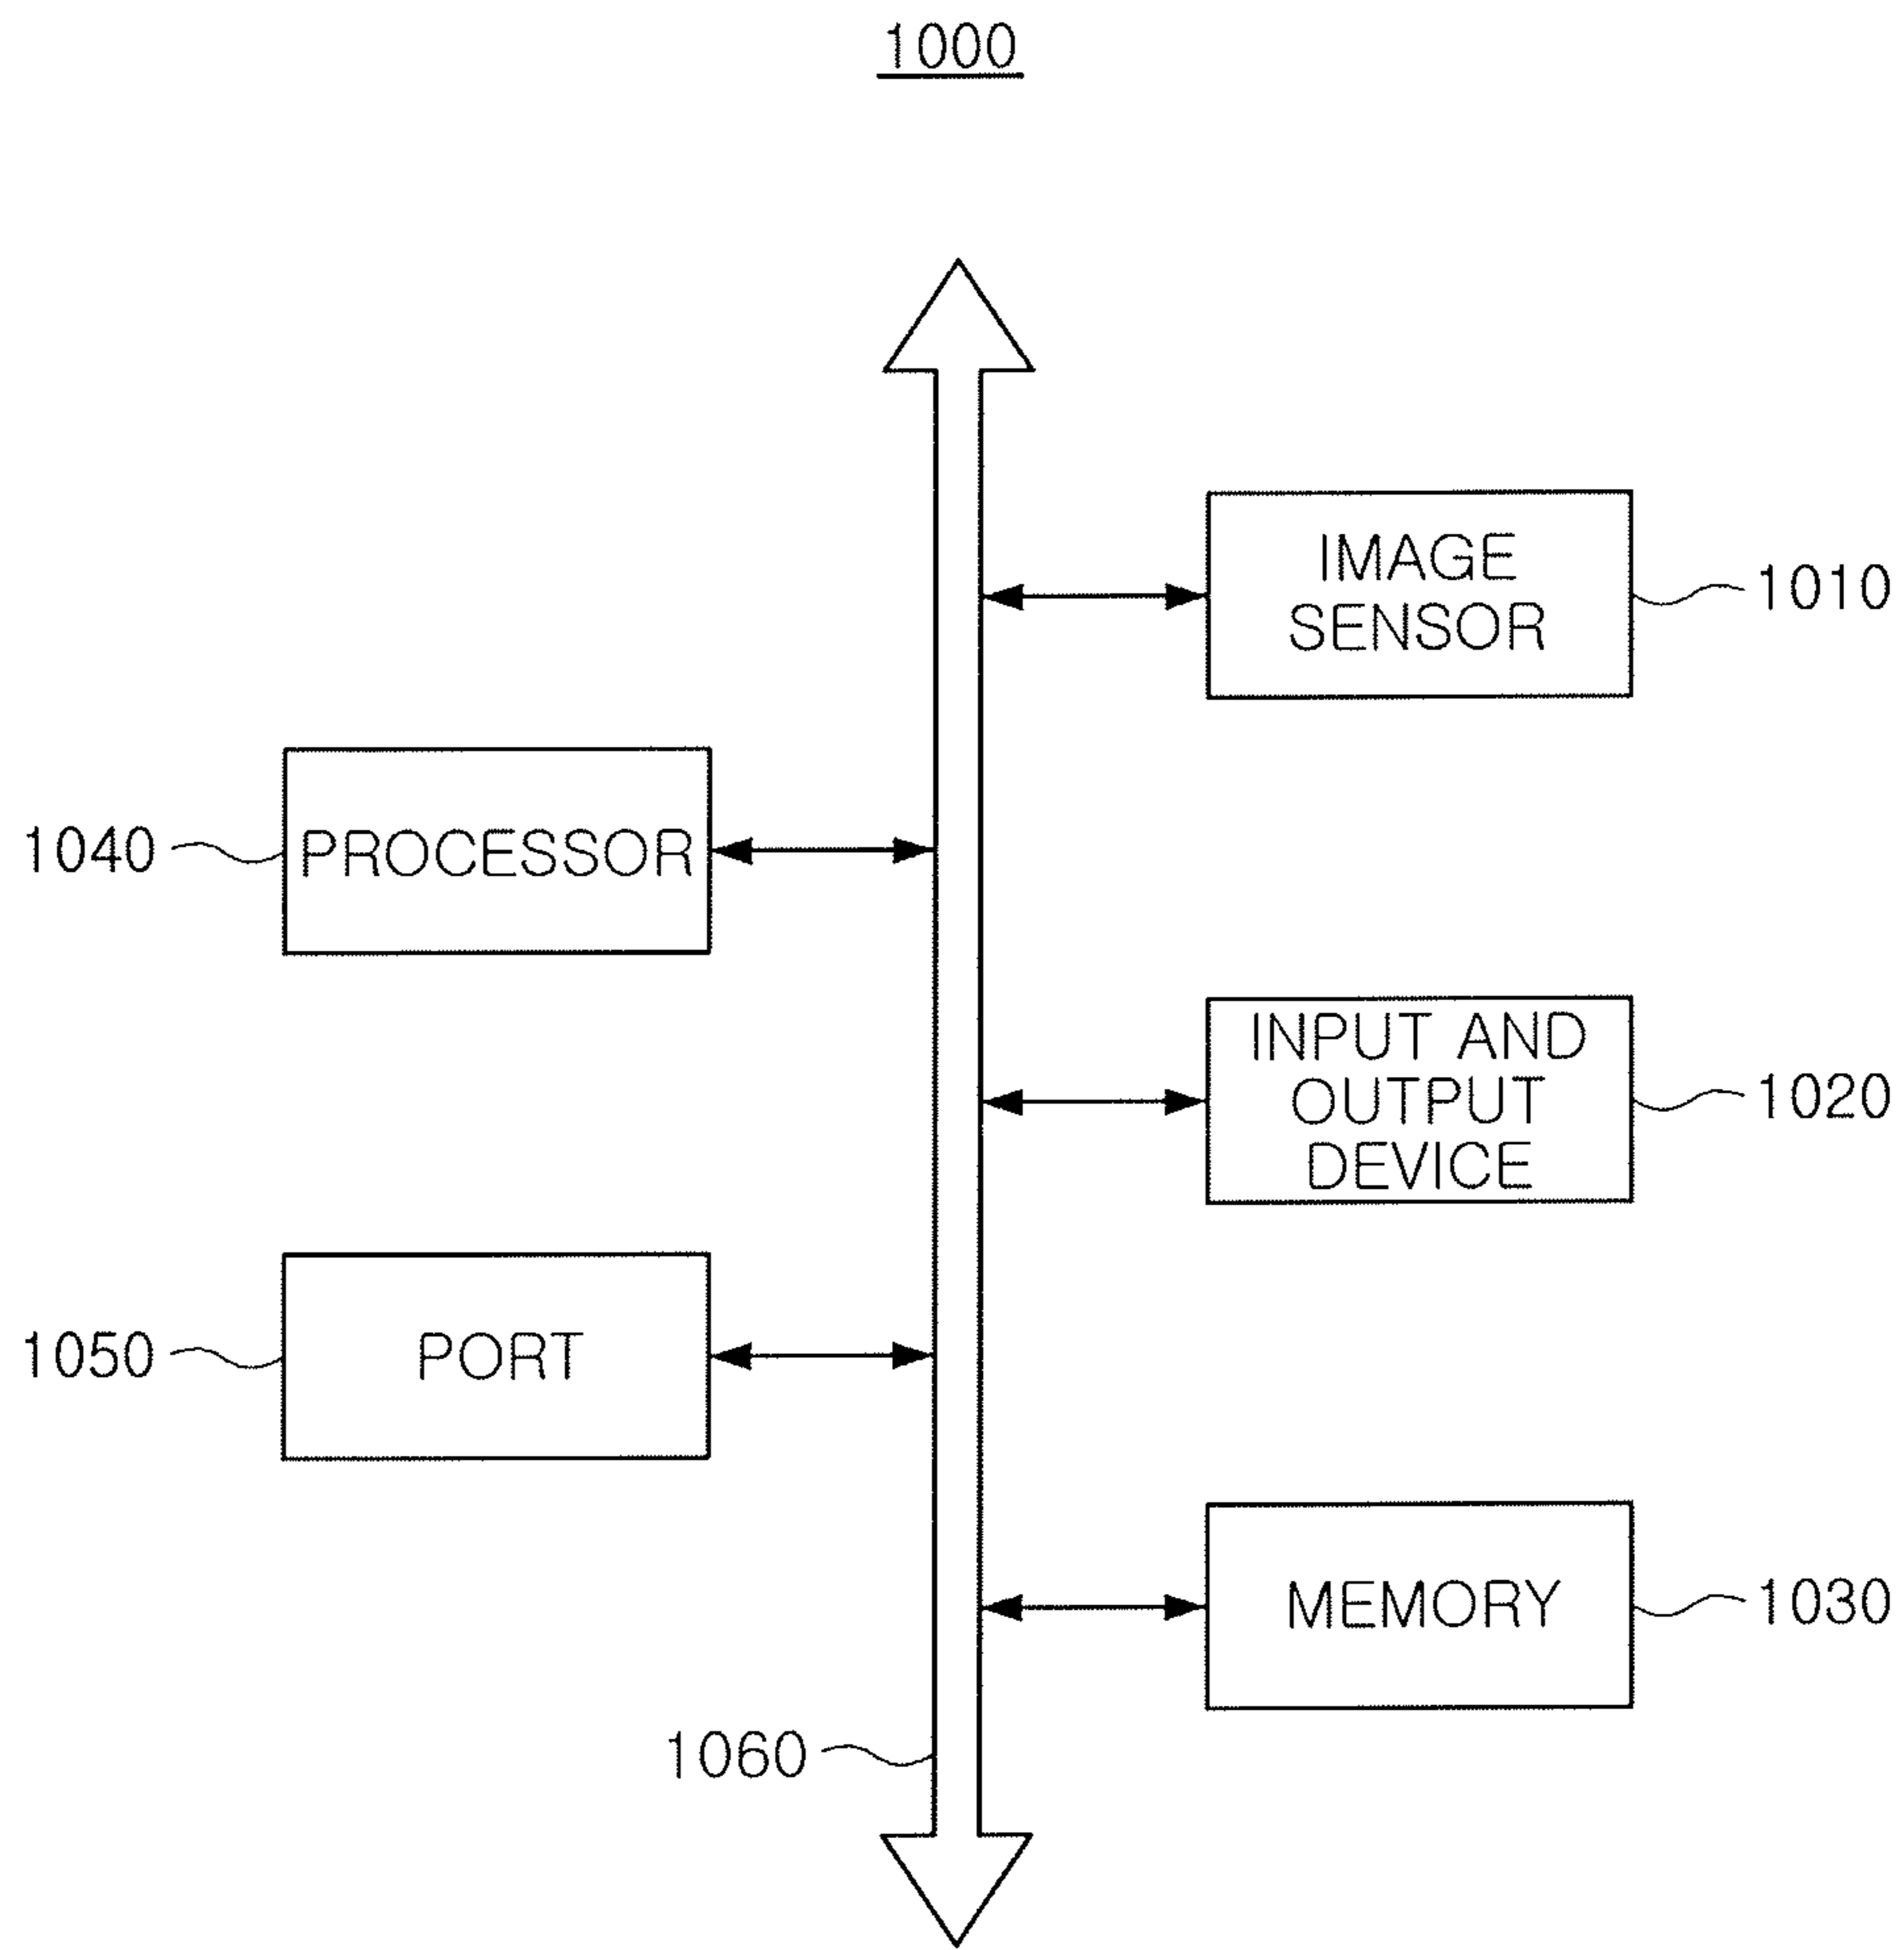 1000
IMAGE
SENSOR
1010
1040
PROCESSOR
INPUT AND
OUTPUT
DEVICE
1020
1050
PORT
MEMORY
1030
1060